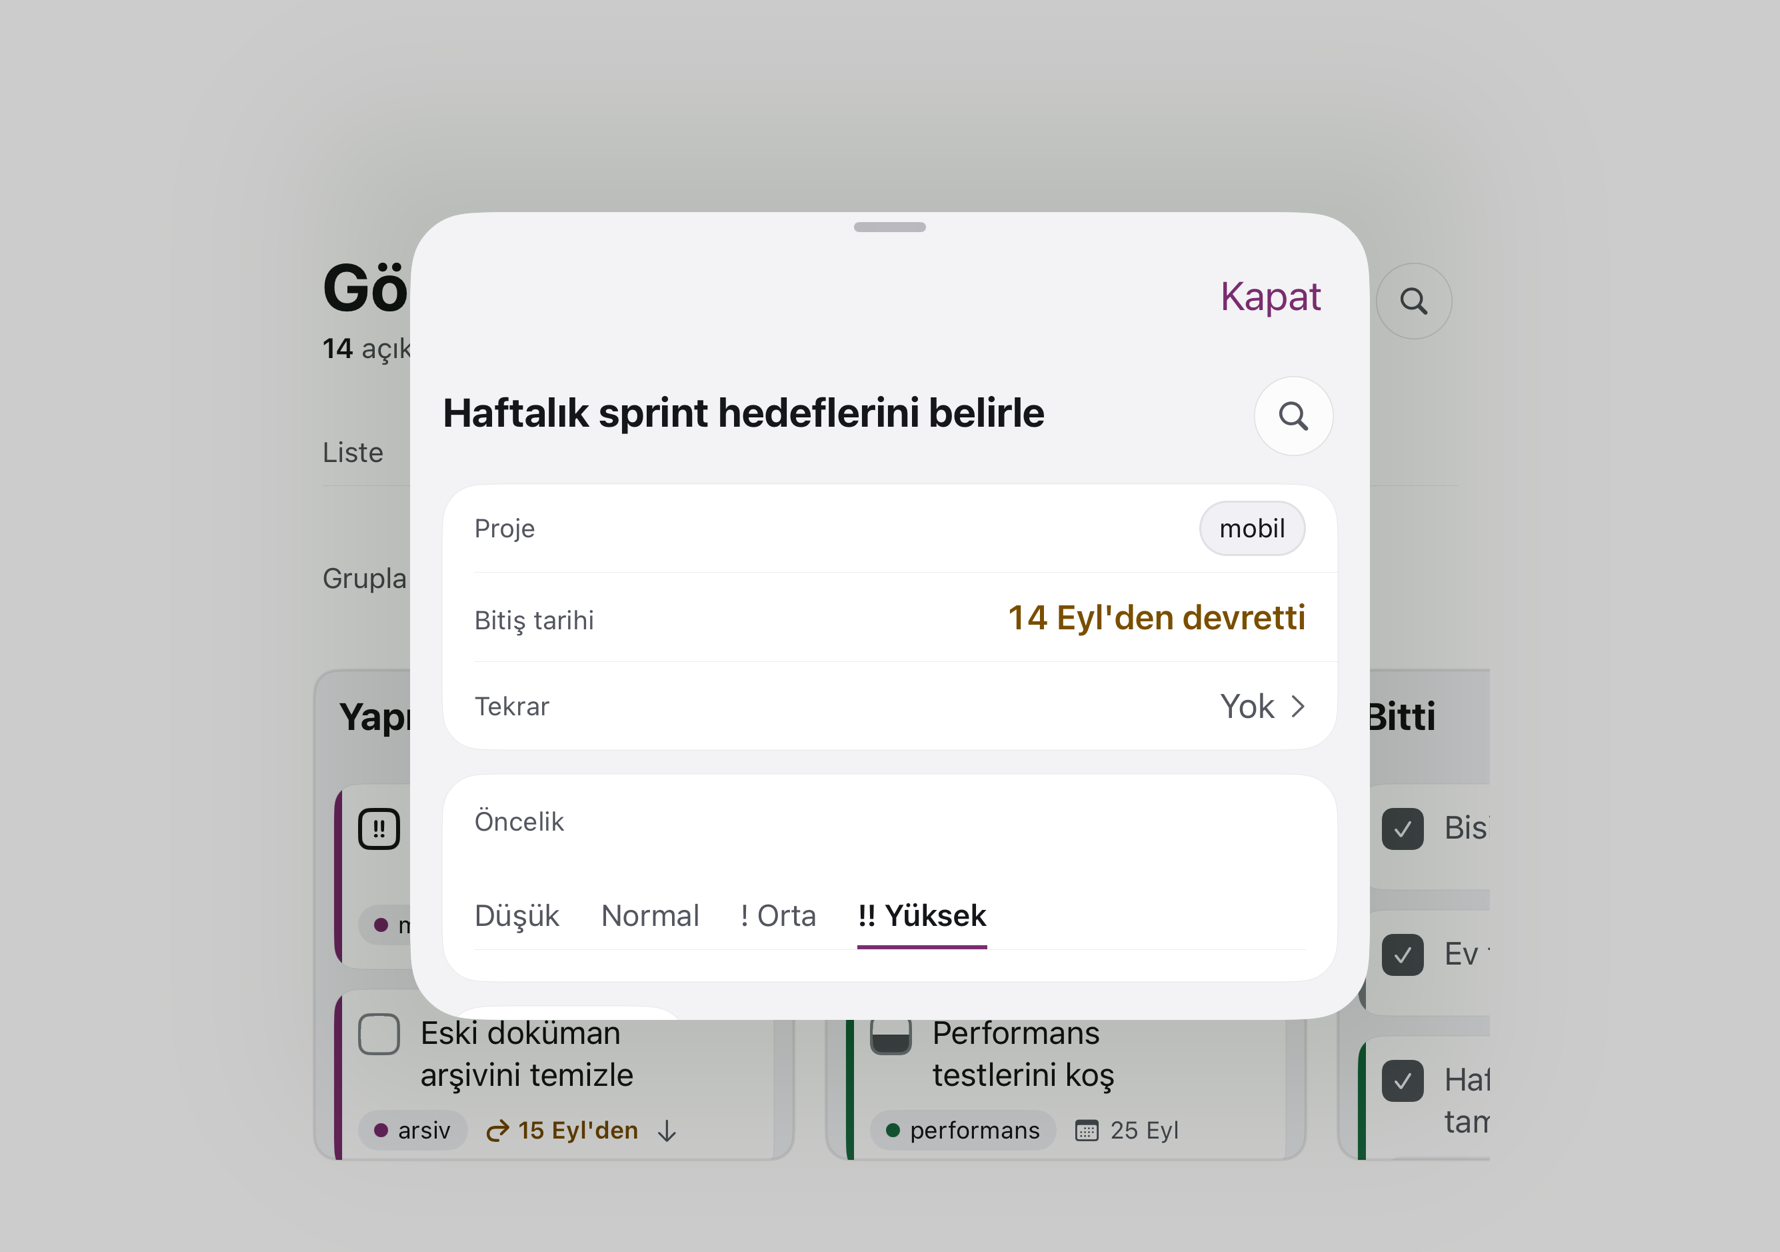 Kapat
Haftalık sprint hedeflerini belirle
Proje
mobil
Bitiş tarihi
14 Eyl'den devretti
Tekrar
Yok
Öncelik
Düşük
Normal
! Orta
!! Yüksek
14 açık
Liste
Grupla
Bitti
!!
Eski doküman
arşivini temizle
arsiv
15 Eyl'den
Performans
testlerini koş
performans
25 Eyl
Ev